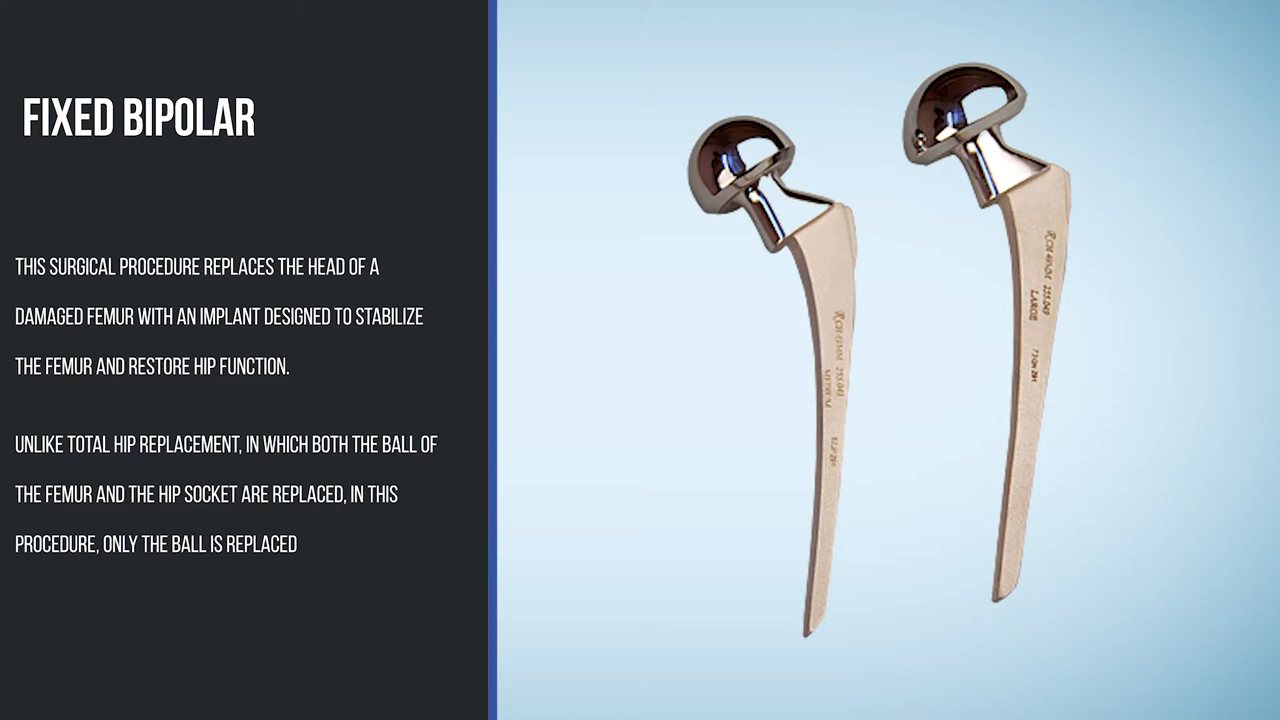 FIXED BIPOLAR
THIS SURGICAL PROCEDURE REPLACES THE HEAD OF A
DAMAGED FEMUR WITH AN IMPLANT DESIGNED TO STABILIZE
THE FEMUR AND RESTORE HIP FUNCTION.
UNLIKE TOTAL HIP REPLACEMENT, IN WHICH BOTH THE BALL OF
THE FEMUR AND THE HIP SOCKET ARE REPLACED, IN THIS
PROCEDURE, ONLY THE BALL IS REPLACED
MEDIUM
LARGE